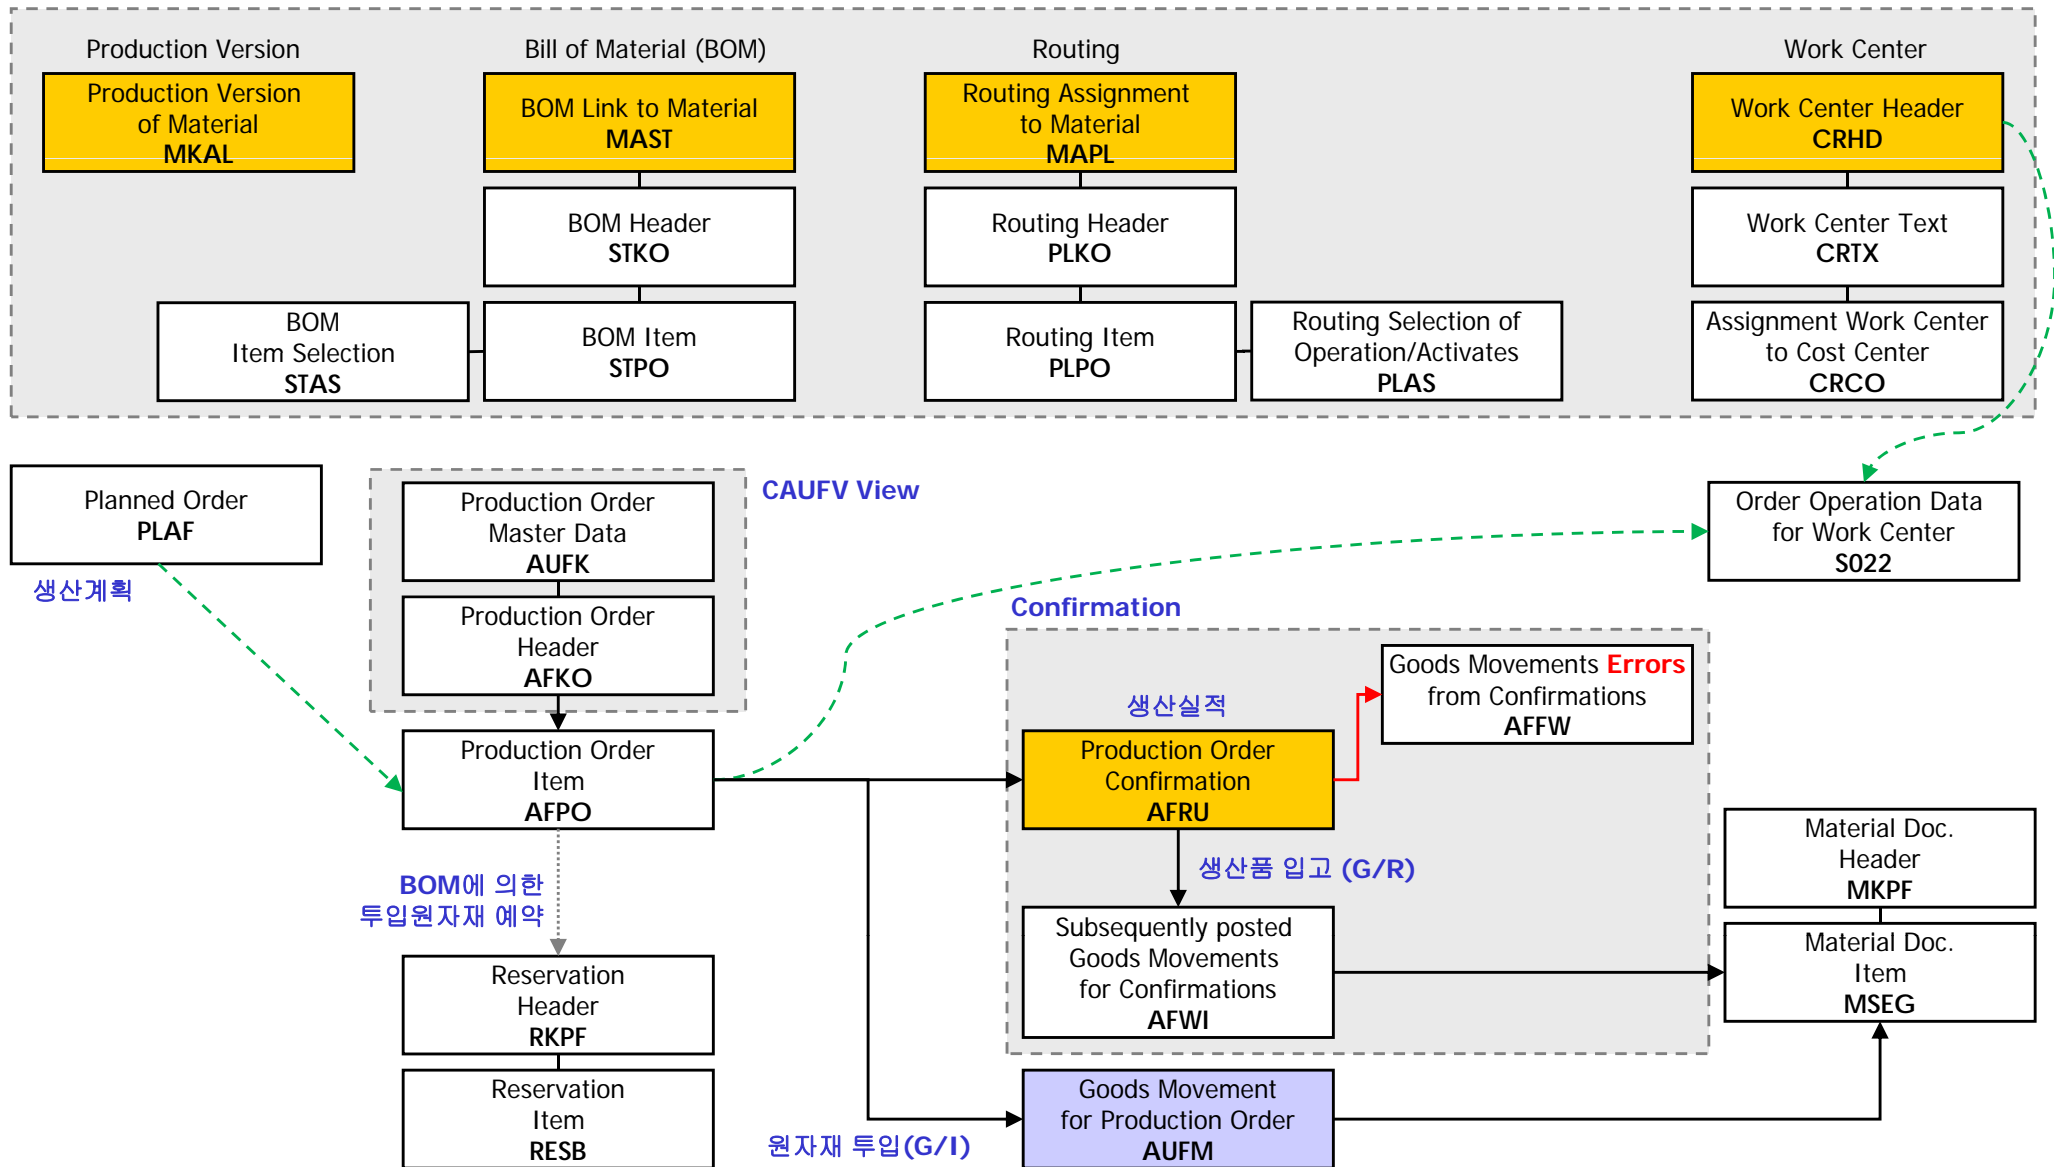 Production Version
Bill of Material (BOM)
Routing
Work Center
Production Version
of Material
MKAL
BOM Link to Material
MAST
Routing Assignment
to Material
MAPL
Work Center Header
CRHD
BOM Header
STKO
Routing Header
PLKO
Work Center Text
CRTX
BOM
Item Selection
STAS
BOM Item
STPO
Routing Item
PLPO
Routing Selection of
Operation/Activates
PLAS
Assignment Work Center
to Cost Center
CRCO
Planned Order
PLAF
생산계획
Production Order
Master Data
AUFK
CAUFV View
Production Order
Header
AFKO
Order Operation Data
for Work Center
S022
Confirmation
Goods Movements Errors
from Confirmations
AFFW
생산실적
Production Order
Item
AFPO
Production Order
Confirmation
AFRU
생산품 입고 (G/R)
Material Doc.
Header
MKPF
BOM에 의한
투입원자재 예약
Subsequently posted
Goods Movements
for Confirmations
AFWI
Material Doc.
Item
MSEG
Reservation
Header
RKPF
Reservation
Item
RESB
원자재 투입(G/I)
Goods Movement
for Production Order
AUFM